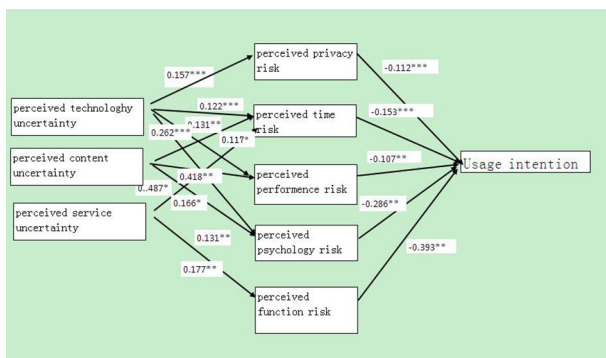 perceived privacy
risk
-0.112***
0.157***
perceived technologhy
uncertainty
0.122***
0.131**
perceived time
risk
-0.153***
0.262***
0.117*
perceived content
uncertainty
0.418**
perceived
performence risk
-0.107**
Usage intention
0..487*
0.166*
perceived service
uncertainty
-0.286**
0.131**
perceived
psychology risk
-0.393**
0.177**
perceived
function risk